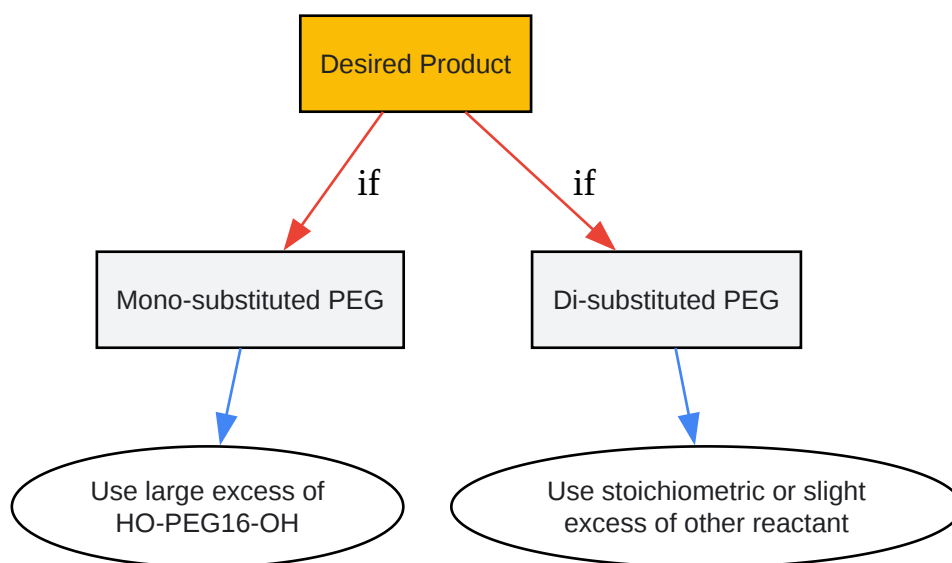 Desired Product
if
if
Mono-substituted PEG
Di-substituted PEG
Use large excess of
HO-PEG16-OH
Use stoichiometric or slight
excess of other reactant